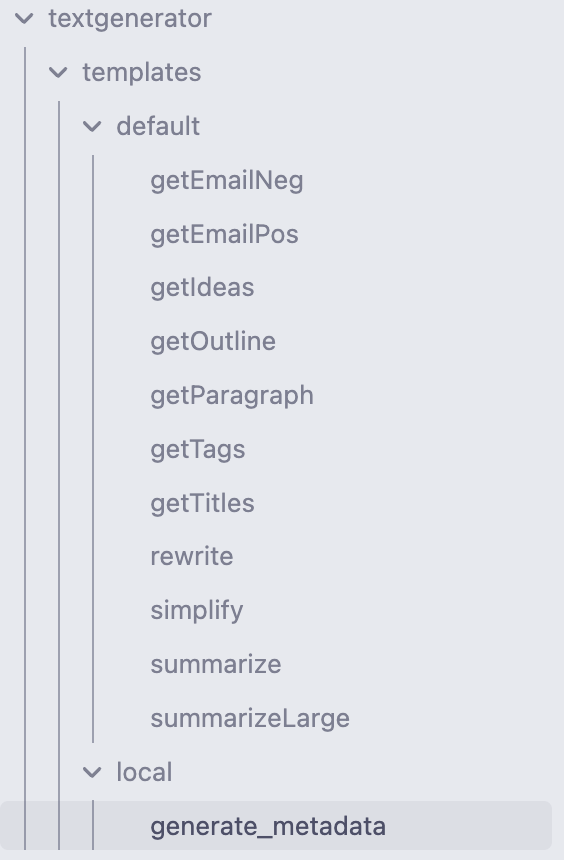 textgenerator
templates
default
getEmailNeg
getEmailPos
getIdeas
getOutline
getParagraph
getTags
getTitles
rewrite
simplify
summarize
summarizeLarge
local
generate_metadata